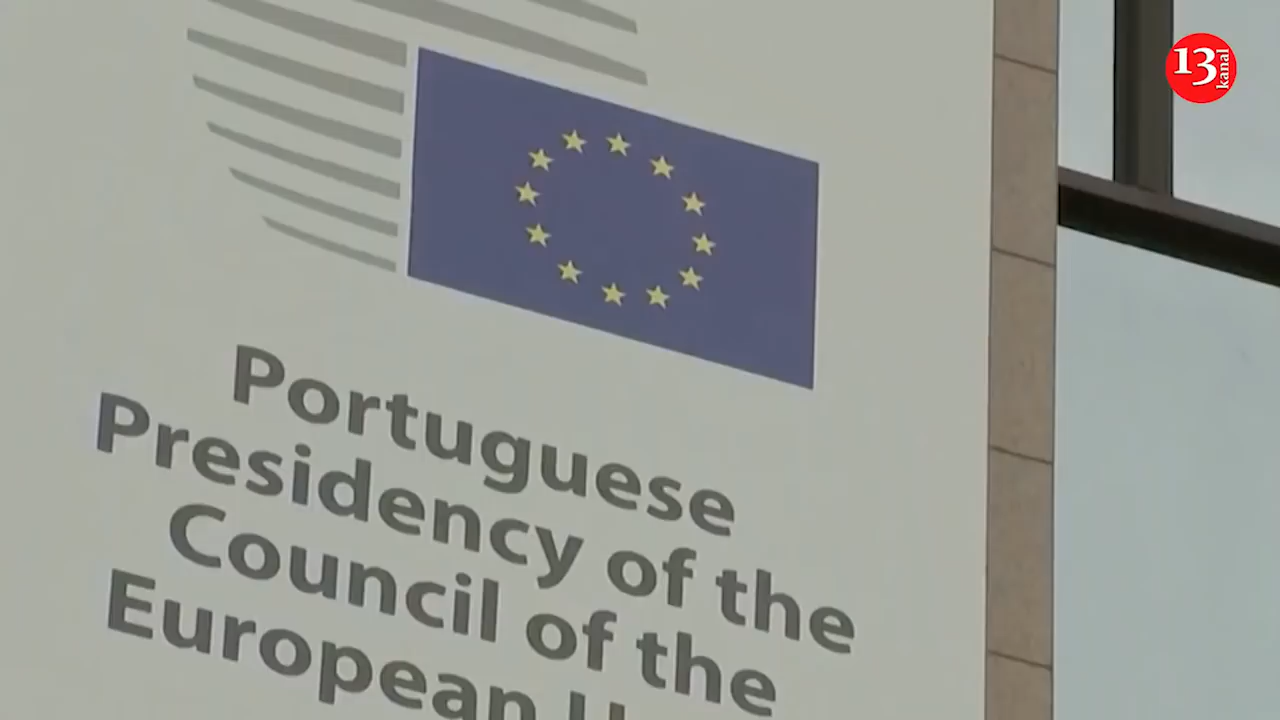 13
kanal
Portuguese
Presidency of the
Council of the
European